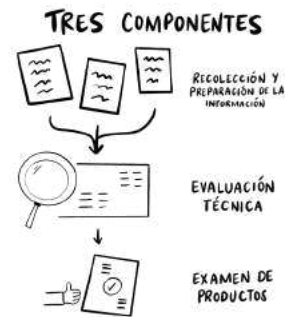 TRES COMPONENTES
RECOLECCIÓN Y
PREPARACIÓN DE LA
INFORMACIÓN
EVALUACIÓN
TÉCNICA
EXAMEN DE
PRODUCTOS